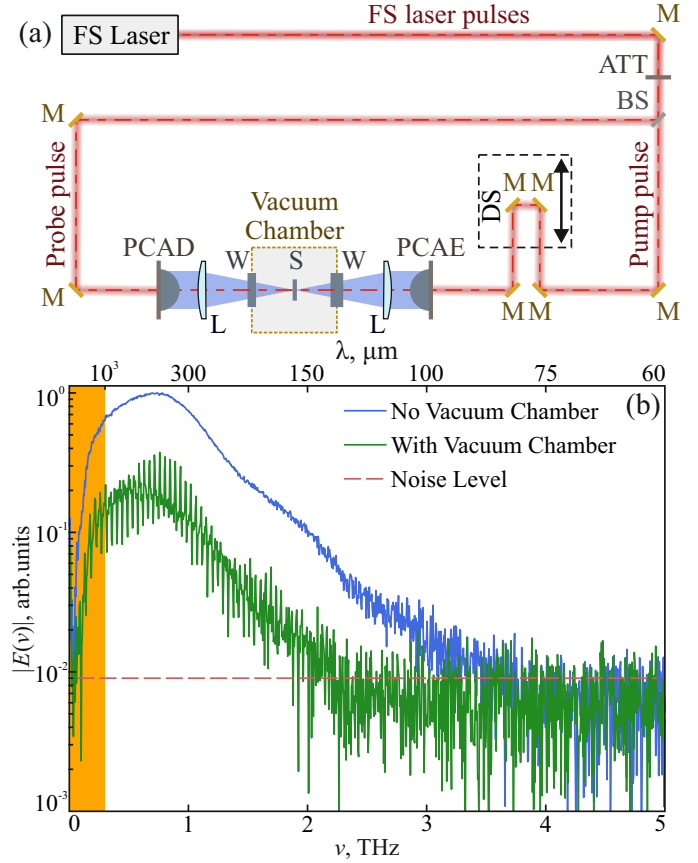 (a)
FS Laser
FS laser pulses
M
ATT
BS
M
Probe pulse
Vacuum
Chamber
DS
M M
Pump pulse
PCAD
W
S
W
PCAE
M
L
L
M M
M
λ, μm
10³ 300 150 100 75 60
(b)
No Vacuum Chamber
With Vacuum Chamber
Noise Level
|E(ν)|, arb.units
10⁰
10⁻¹
10⁻²
10⁻³
0 1 2 3 4 5
ν, THz